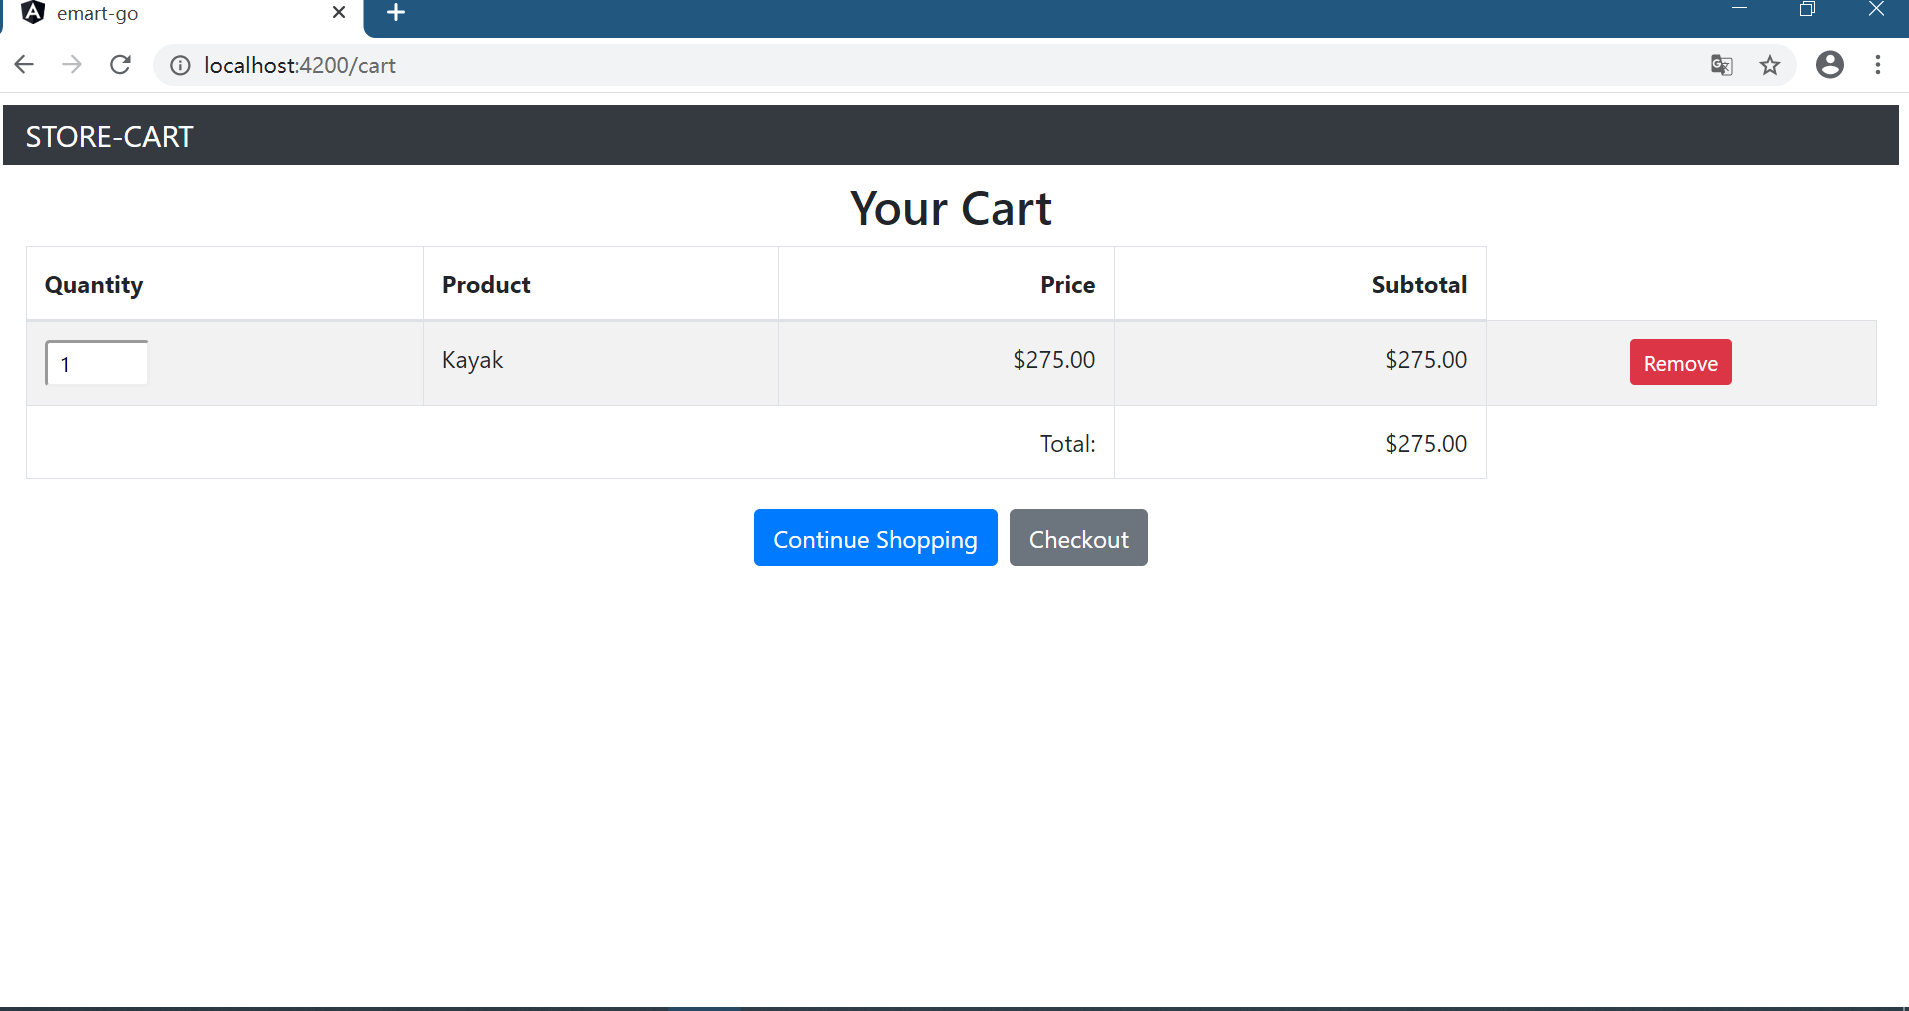 emart-go
localhost:4200/cart
STORE-CART
Your Cart
Quantity Product Price Subtotal
1 Kayak $275.00 $275.00 Remove
Total: $275.00
Continue Shopping Checkout